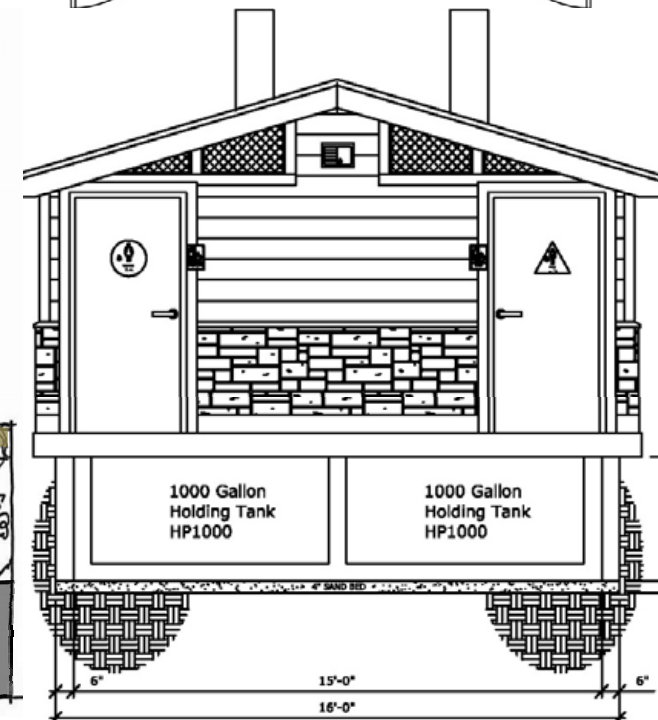 1000 Gallon
Holding Tank
HP1000
1000 Gallon
Holding Tank
HP1000
4" SAND BED
6"
15'-0"
6"
16'-0"